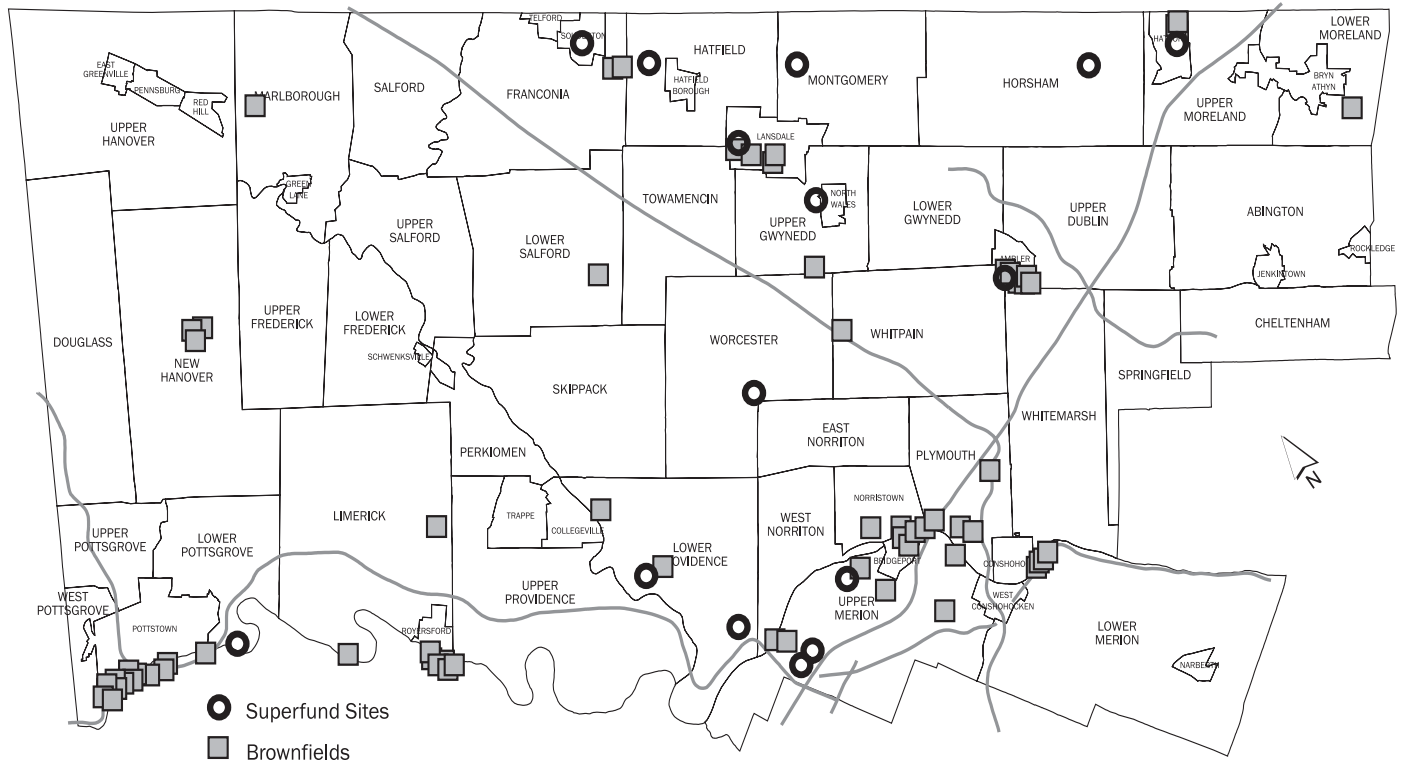 TELFORD
LOWER
MORELAND
HATFIELD
EAST
GREENVILLE
PENNSBURG
RED
HILL
MARLBOROUGH
SALFORD
FRANCONIA
HATFIELD
BOROUGH
MONTGOMERY
HORSHAM
BRYN
ATHYN
UPPER
MORELAND
UPPER
HANOVER
LANSDALE
GREEN
LANE
TOWAMENCIN
NORTH
WALES
UPPER
GWYNEDD
LOWER
GWYNEDD
UPPER
DUBLIN
ABINGTON
UPPER
SALFORD
LOWER
SALFORD
ROCKLEDGE
AMBLER
JENKINTOWN
DOUGLASS
UPPER
FREDERICK
LOWER
FREDERICK
SCHWENKSVILLE
WORCESTER
WHITPAIN
CHELTENHAM
NEW
HANOVER
SKIPPACK
SPRINGFIELD
WHITEMARSH
EAST
NORRITON
PERKIOMEN
PLYMOUTH
N
NORRISTOWN
LIMERICK
TRAPPE
COLLEGEVILLE
WEST
NORRITON
UPPER
POTTSGROVE
LOWER
POTTSGROVE
LOWER
PROVIDENCE
BRIDGEPORT
UPPER
PROVIDENCE
WEST
POTTSGROVE
UPPER
MERION
WEST
CONSHOHOCKEN
POTTSTOWN
ROYERSFORD
LOWER
MERION
NARBERTH
Superfund Sites
Brownfields